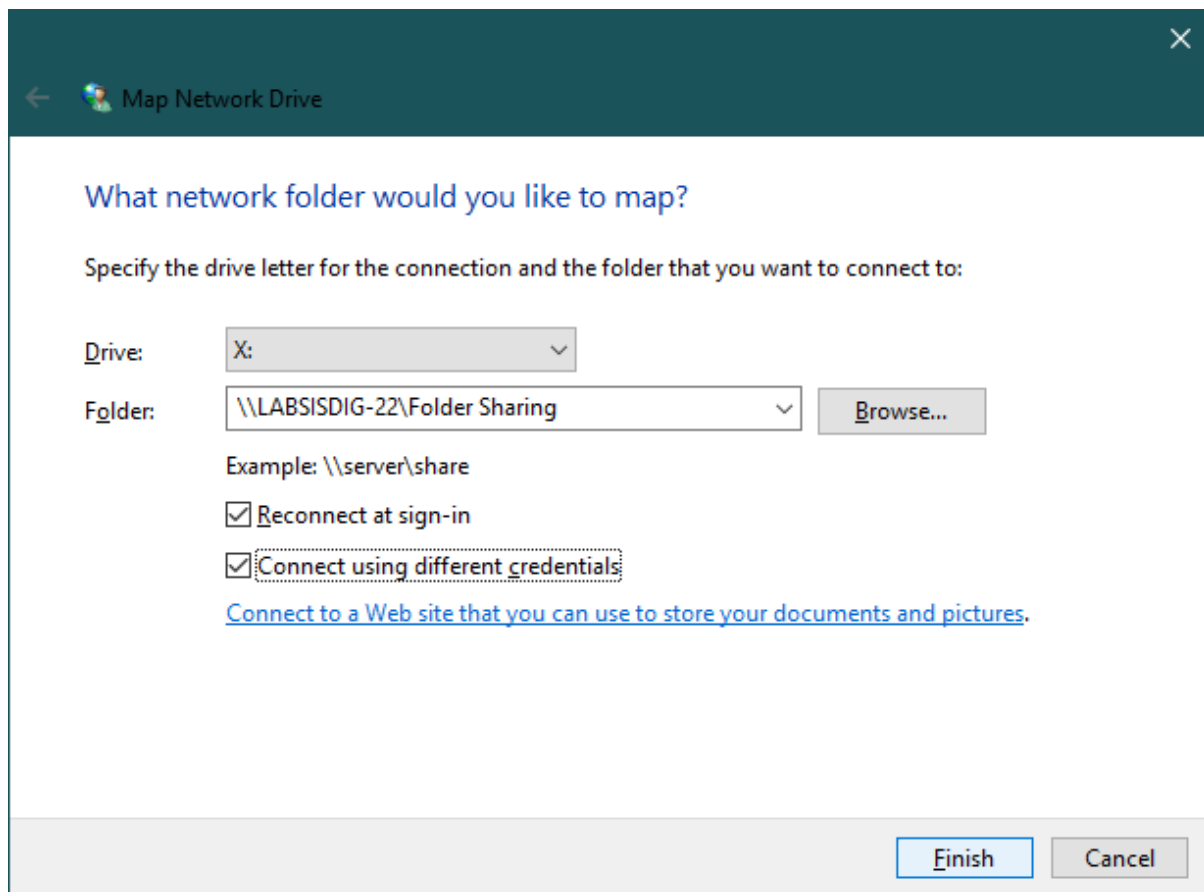 Map Network Drive
What network folder would you like to map?
Specify the drive letter for the connection and the folder that you want to connect to:
Drive: X:
Folder: \\LABSISDIG-22\Folder Sharing Browse...
Example: \\server\share
Reconnect at sign-in
Connect using different credentials
Connect to a Web site that you can use to store your documents and pictures.
Finish Cancel